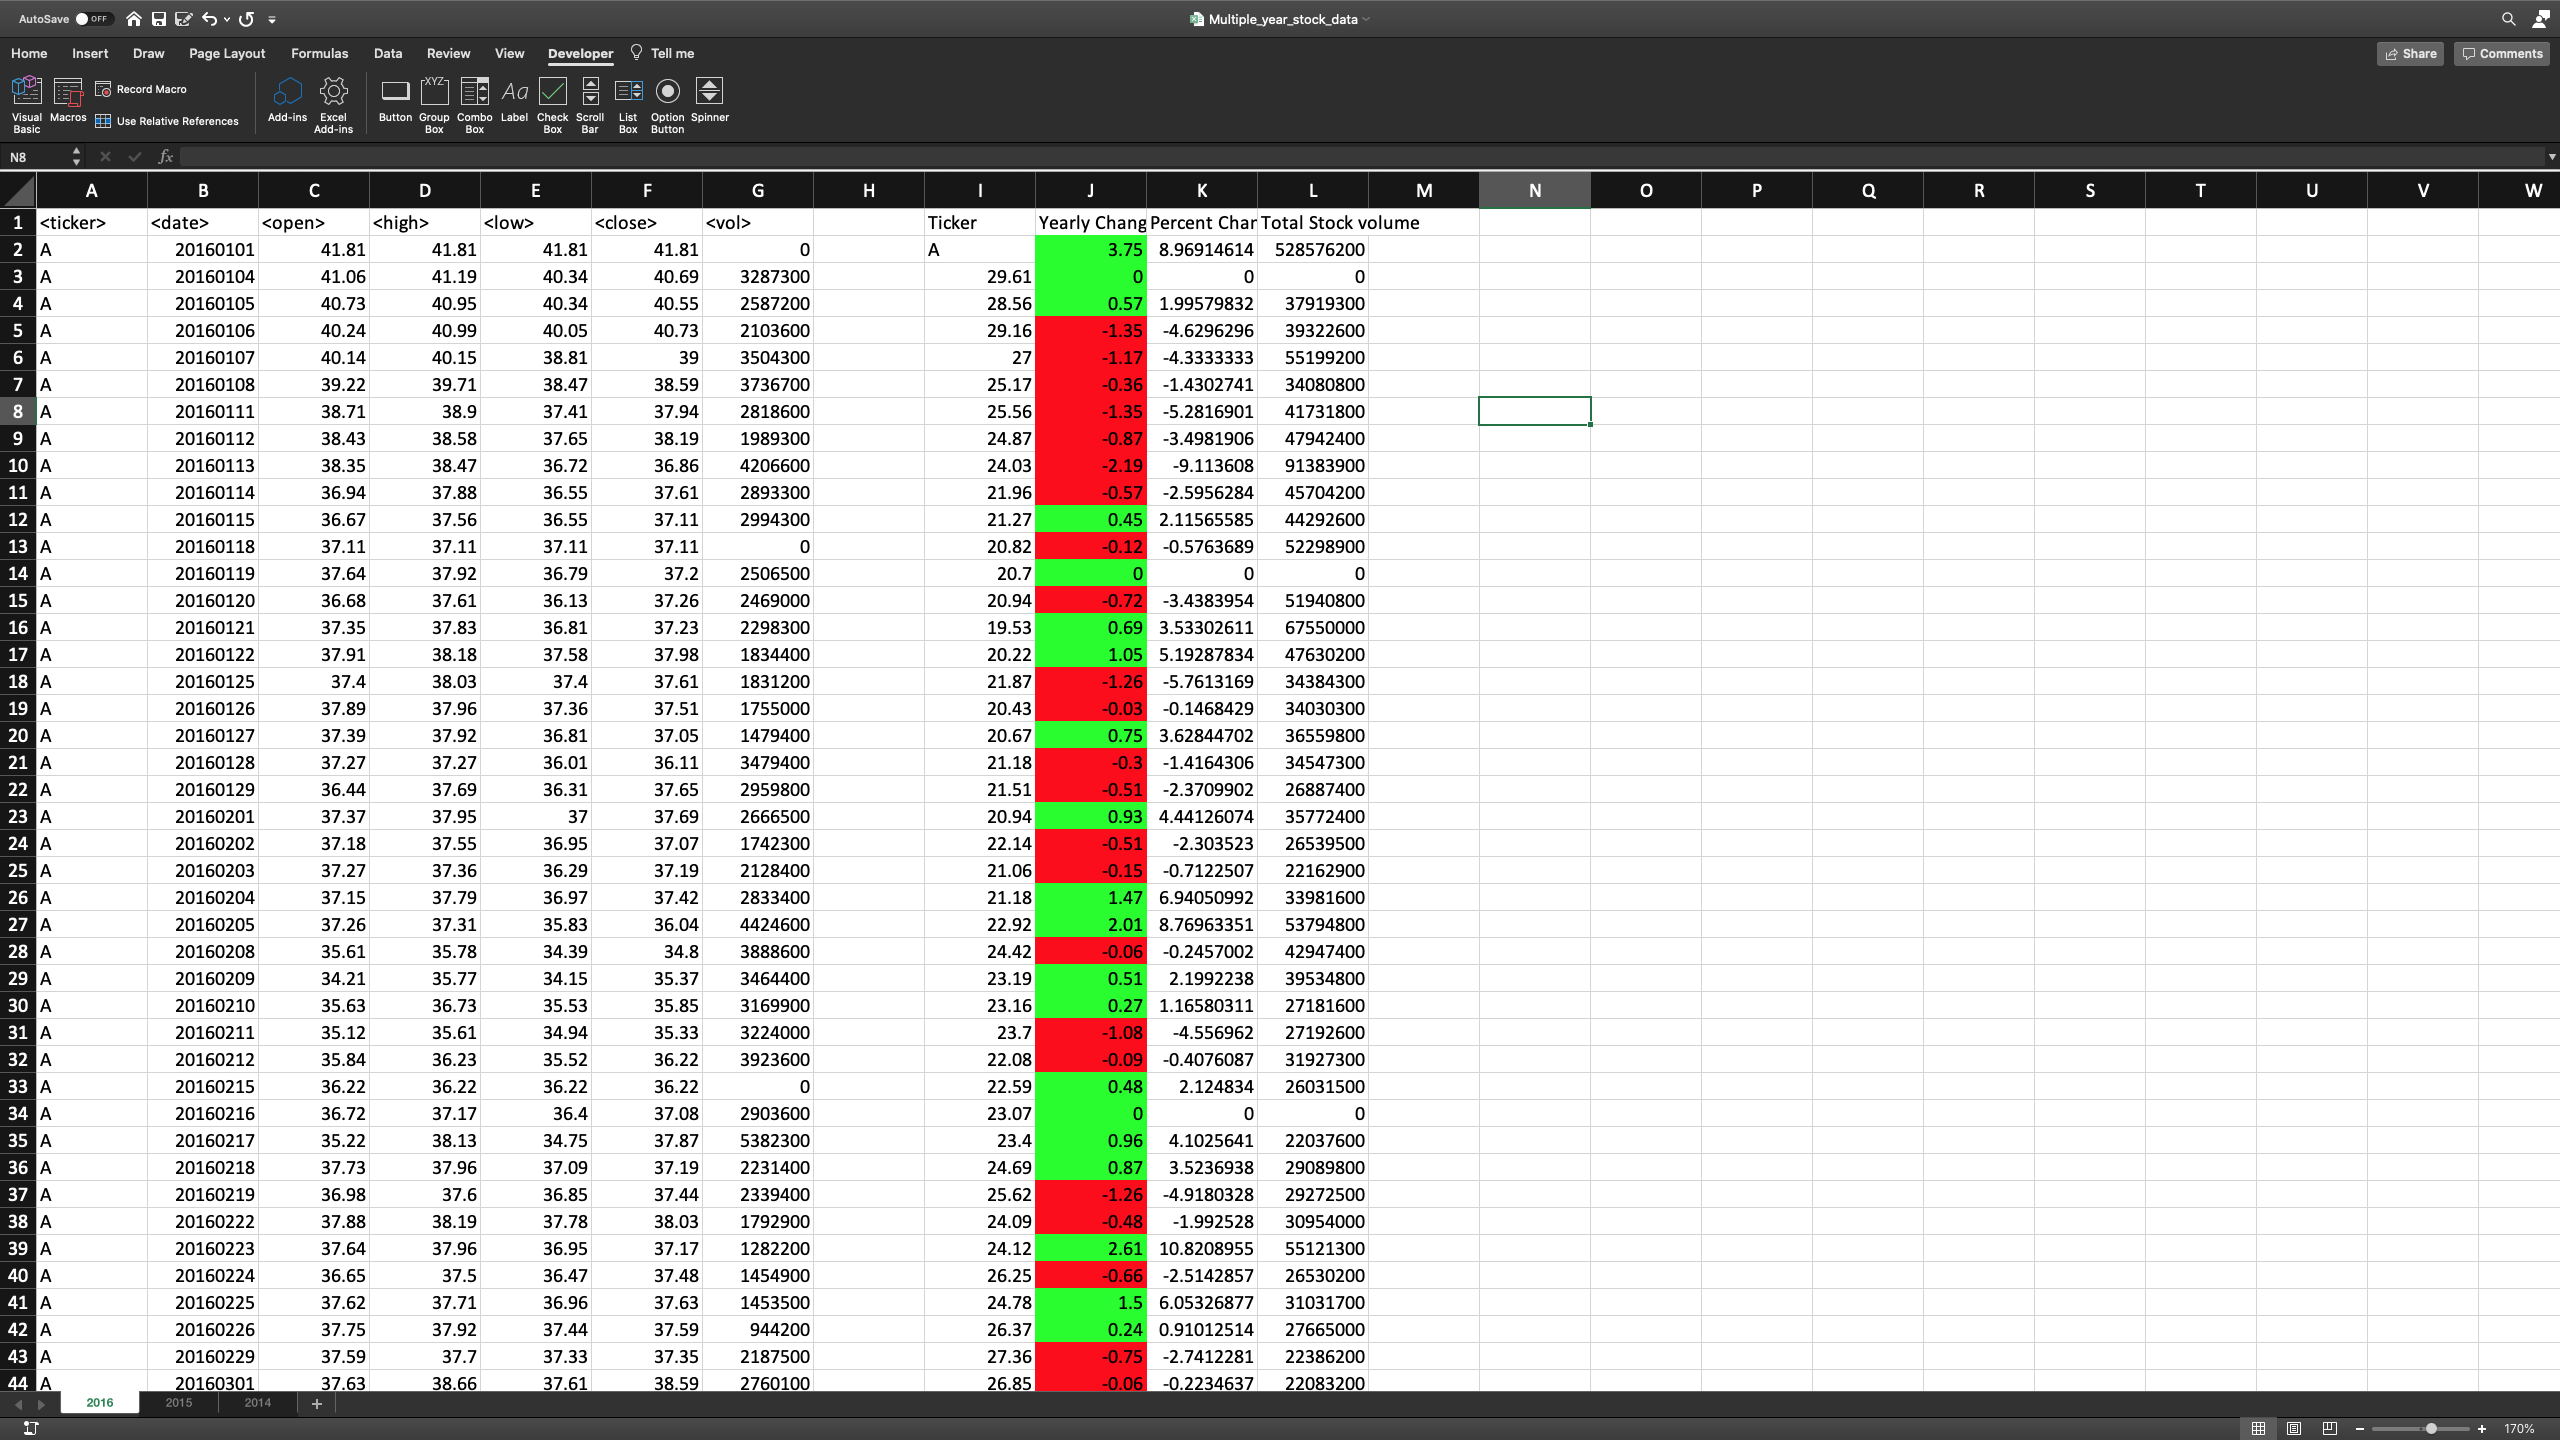 AutoSave OFF Multiple_year_stock_data
Home Insert Draw Page Layout Formulas Data Review View Developer Tell me Share Comments
Visual Basic Macros Record Macro Use Relative References Add-ins Excel Add-ins Button Group Box Combo Box Label Check Box Scroll Bar List Box Option Button Spinner
XYZ Aa
N8 fx
A B C D E F G H I J K L M N O P Q R S T U V W
1 <ticker> <date> <open> <high> <low> <close> <vol> Ticker Yearly Chang Percent Char Total Stock volume
2 A 20160101 41.81 41.81 41.81 41.81 0 A 3.75 8.96914614 528576200
3 A 20160104 41.06 41.19 40.34 40.69 3287300 29.61 0 0 0
4 A 20160105 40.73 40.95 40.34 40.55 2587200 28.56 0.57 1.99579832 37919300
5 A 20160106 40.24 40.99 40.05 40.73 2103600 29.16 -1.35 -4.6296296 39322600
6 A 20160107 40.14 40.15 38.81 39 3504300 27 -1.17 -4.3333333 55199200
7 A 20160108 39.22 39.71 38.47 38.59 3736700 25.17 -0.36 -1.4302741 34080800
8 A 20160111 38.71 38.9 37.41 37.94 2818600 25.56 -1.35 -5.2816901 41731800
9 A 20160112 38.43 38.58 37.65 38.19 1989300 24.87 -0.87 -3.4981906 47942400
10 A 20160113 38.35 38.47 36.72 36.86 4206600 24.03 -2.19 -9.113608 91383900
11 A 20160114 36.94 37.88 36.55 37.61 2893300 21.96 -0.57 -2.5956284 45704200
12 A 20160115 36.67 37.56 36.55 37.11 2994300 21.27 0.45 2.11565585 44292600
13 A 20160118 37.11 37.11 37.11 37.11 0 20.82 -0.12 -0.5763689 52298900
14 A 20160119 37.64 37.92 36.79 37.2 2506500 20.7 0 0 0
15 A 20160120 36.68 37.61 36.13 37.26 2469000 20.94 -0.72 -3.4383954 51940800
16 A 20160121 37.35 37.83 36.81 37.23 2298300 19.53 0.69 3.53302611 67550000
17 A 20160122 37.91 38.18 37.58 37.98 1834400 20.22 1.05 5.19287834 47630200
18 A 20160125 37.4 38.03 37.4 37.61 1831200 21.87 -1.26 -5.7613169 34384300
19 A 20160126 37.89 37.96 37.36 37.51 1755000 20.43 -0.03 -0.1468429 34030300
20 A 20160127 37.39 37.92 36.81 37.05 1479400 20.67 0.75 3.62844702 36559800
21 A 20160128 37.27 37.27 36.01 36.11 3479400 21.18 -0.3 -1.4164306 34547300
22 A 20160129 36.44 37.69 36.31 37.65 2959800 21.51 -0.51 -2.3709902 26887400
23 A 20160201 37.37 37.95 37 37.69 2666500 20.94 0.93 4.44126074 35772400
24 A 20160202 37.18 37.55 36.95 37.07 1742300 22.14 -0.51 -2.303523 26539500
25 A 20160203 37.27 37.36 36.29 37.19 2128400 21.06 -0.15 -0.7122507 22162900
26 A 20160204 37.15 37.79 36.97 37.42 2833400 21.18 1.47 6.94050992 33981600
27 A 20160205 37.26 37.31 35.83 36.04 4424600 22.92 2.01 8.76963351 53794800
28 A 20160208 35.61 35.78 34.39 34.8 3888600 24.42 -0.06 -0.2457002 42947400
29 A 20160209 34.21 35.77 34.15 35.37 3464400 23.19 0.51 2.1992238 39534800
30 A 20160210 35.63 36.73 35.53 35.85 3169900 23.16 0.27 1.16580311 27181600
31 A 20160211 35.12 35.61 34.94 35.33 3224000 23.7 -1.08 -4.556962 27192600
32 A 20160212 35.84 36.23 35.52 36.22 3923600 22.08 -0.09 -0.4076087 31927300
33 A 20160215 36.22 36.22 36.22 36.22 0 22.59 0.48 2.124834 26031500
34 A 20160216 36.72 37.17 36.4 37.08 2903600 23.07 0 0 0
35 A 20160217 35.22 38.13 34.75 37.87 5382300 23.4 0.96 4.1025641 22037600
36 A 20160218 37.73 37.96 37.09 37.19 2231400 24.69 0.87 3.5236938 29089800
37 A 20160219 36.98 37.6 36.85 37.44 2339400 25.62 -1.26 -4.9180328 29272500
38 A 20160222 37.88 38.19 37.78 38.03 1792900 24.09 -0.48 -1.992528 30954000
39 A 20160223 37.64 37.96 36.95 37.17 1282200 24.12 2.61 10.8208955 55121300
40 A 20160224 36.65 37.5 36.47 37.48 1454900 26.25 -0.66 -2.5142857 26530200
41 A 20160225 37.62 37.71 36.96 37.63 1453500 24.78 1.5 6.05326877 31031700
42 A 20160226 37.75 37.92 37.44 37.59 944200 26.37 0.24 0.91012514 27665000
43 A 20160229 37.59 37.7 37.33 37.35 2187500 27.36 -0.75 -2.7412281 22386200
44 A 20160301 37.63 38.66 37.61 38.59 2760100 26.85 -0.06 -0.2234637 22083200
2016 2015 2014 +
170%